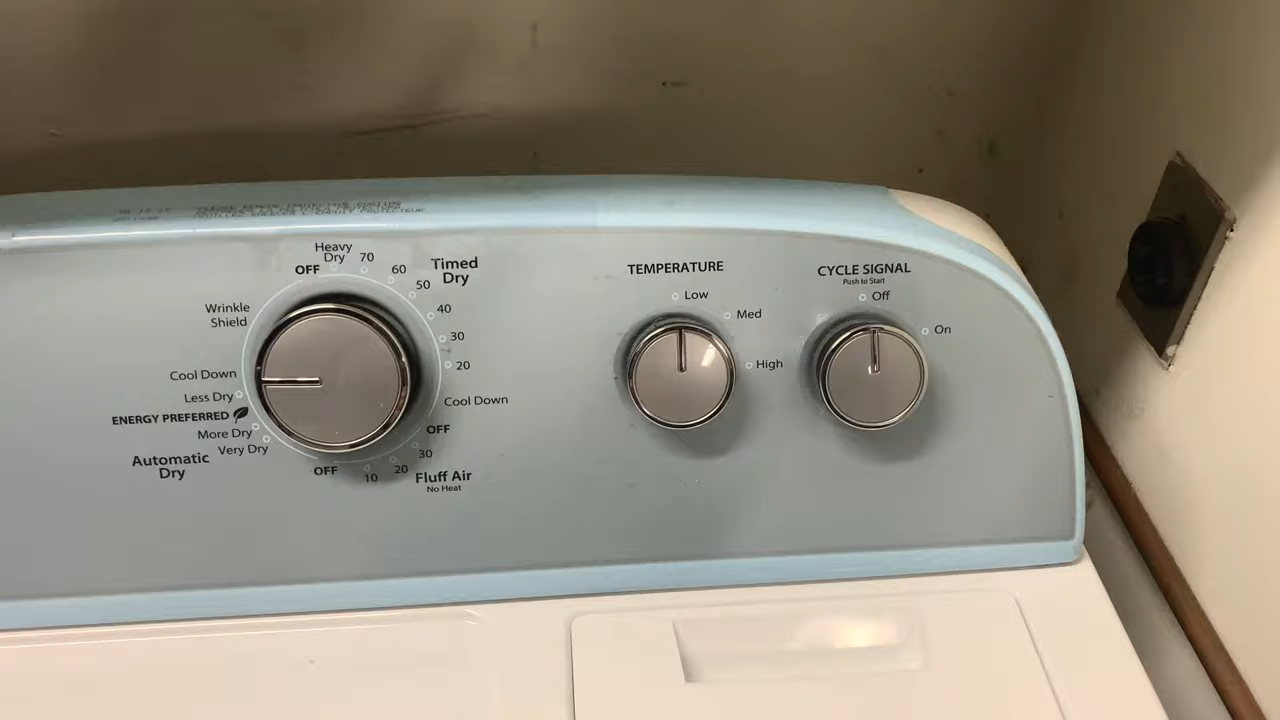 Heavy
Dry
70
OFF
60
Timed
Dry
50
40
30
20
Cool Down
OFF
30
20
10
Fluff Air
No Heat
OFF
Wrinkle
Shield
Cool Down
Less Dry
ENERGY PREFERRED
More Dry
Very Dry
Automatic
Dry
TEMPERATURE
Low
Med
High
CYCLE SIGNAL
Push to Start
Off
On